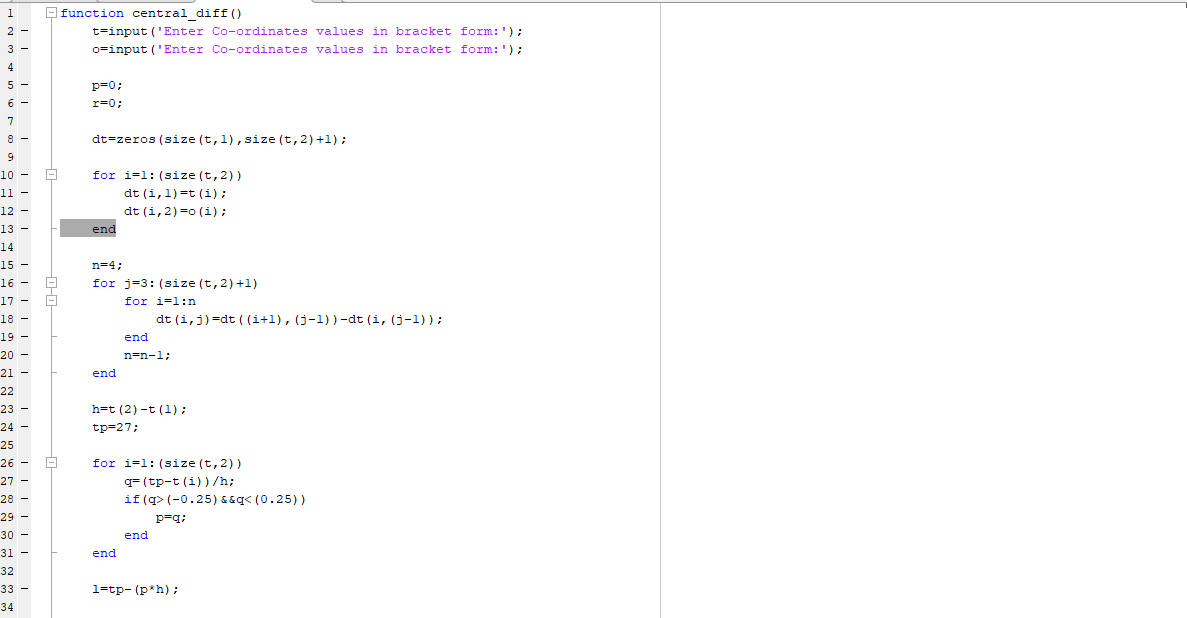 1 function central_diff()
2 - t=input('Enter Co-ordinates values in bracket form:');
3 - o=input('Enter Co-ordinates values in bracket form:');
4
5 - p=0;
6 - r=0;
7
8 - dt=zeros(size(t,1),size(t,2)+1);
9
10 - for i=1:(size(t,2))
11 - dt(i,1)=t(i);
12 - dt(i,2)=o(i);
13 - end
14
15 - n=4;
16 - for j=3:(size(t,2)+1)
17 - for i=1:n
18 - dt(i,j)=dt((i+1),(j-1))-dt(i,(j-1));
19 - end
20 - n=n-1;
21 - end
22
23 - h=t(2)-t(1);
24 - tp=27;
25
26 - for i=1:(size(t,2))
27 - q=(tp-t(i))/h;
28 - if(q>(-0.25)&&q<(0.25))
29 - p=q;
30 - end
31 - end
32
33 - l=tp-(p*h);
34